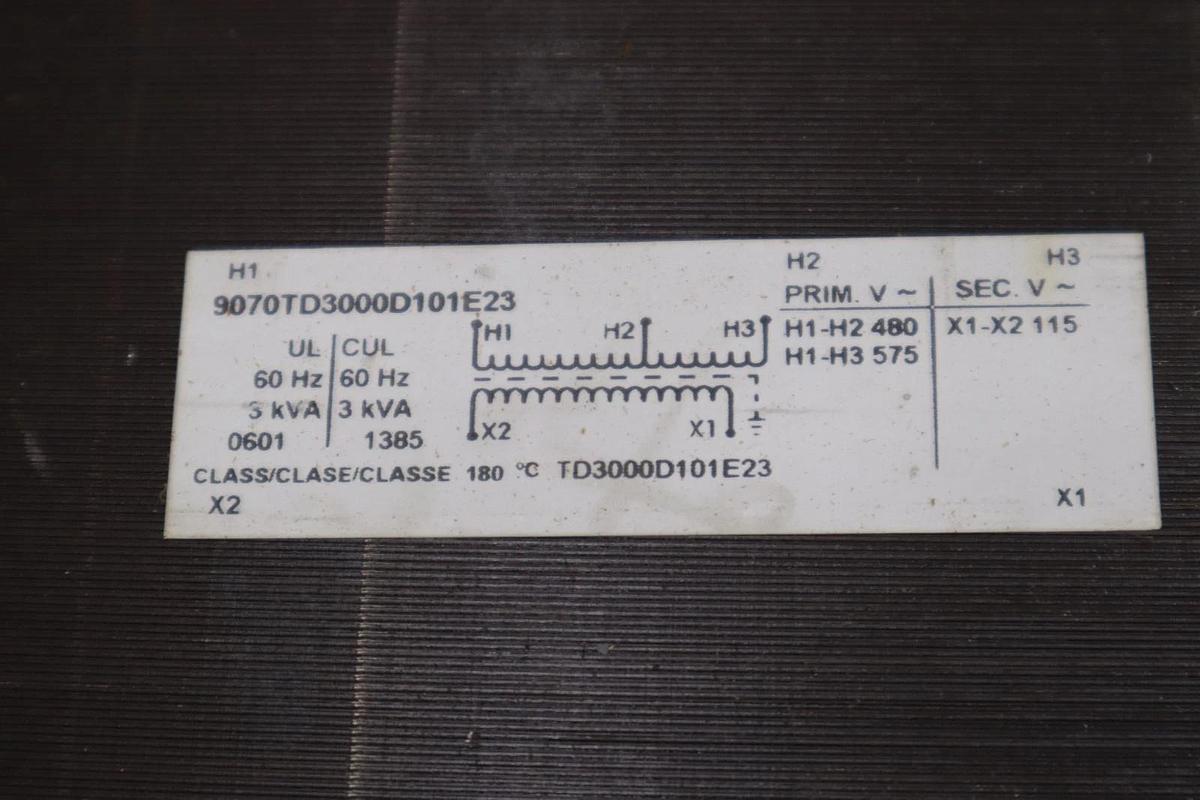 H1 H2 H3
9070TD3000D101E23 PRIM. V ~ SEC. V ~
H1 H2 H3 H1-H2 480 X1-X2 115
UL CUL H1-H3 575
60 Hz 60 Hz
3 kVA 3 kVA
0601 1385 X2 X1
CLASS/CLASE/CLASSE 180 °C TD3000D101E23
X2 X1